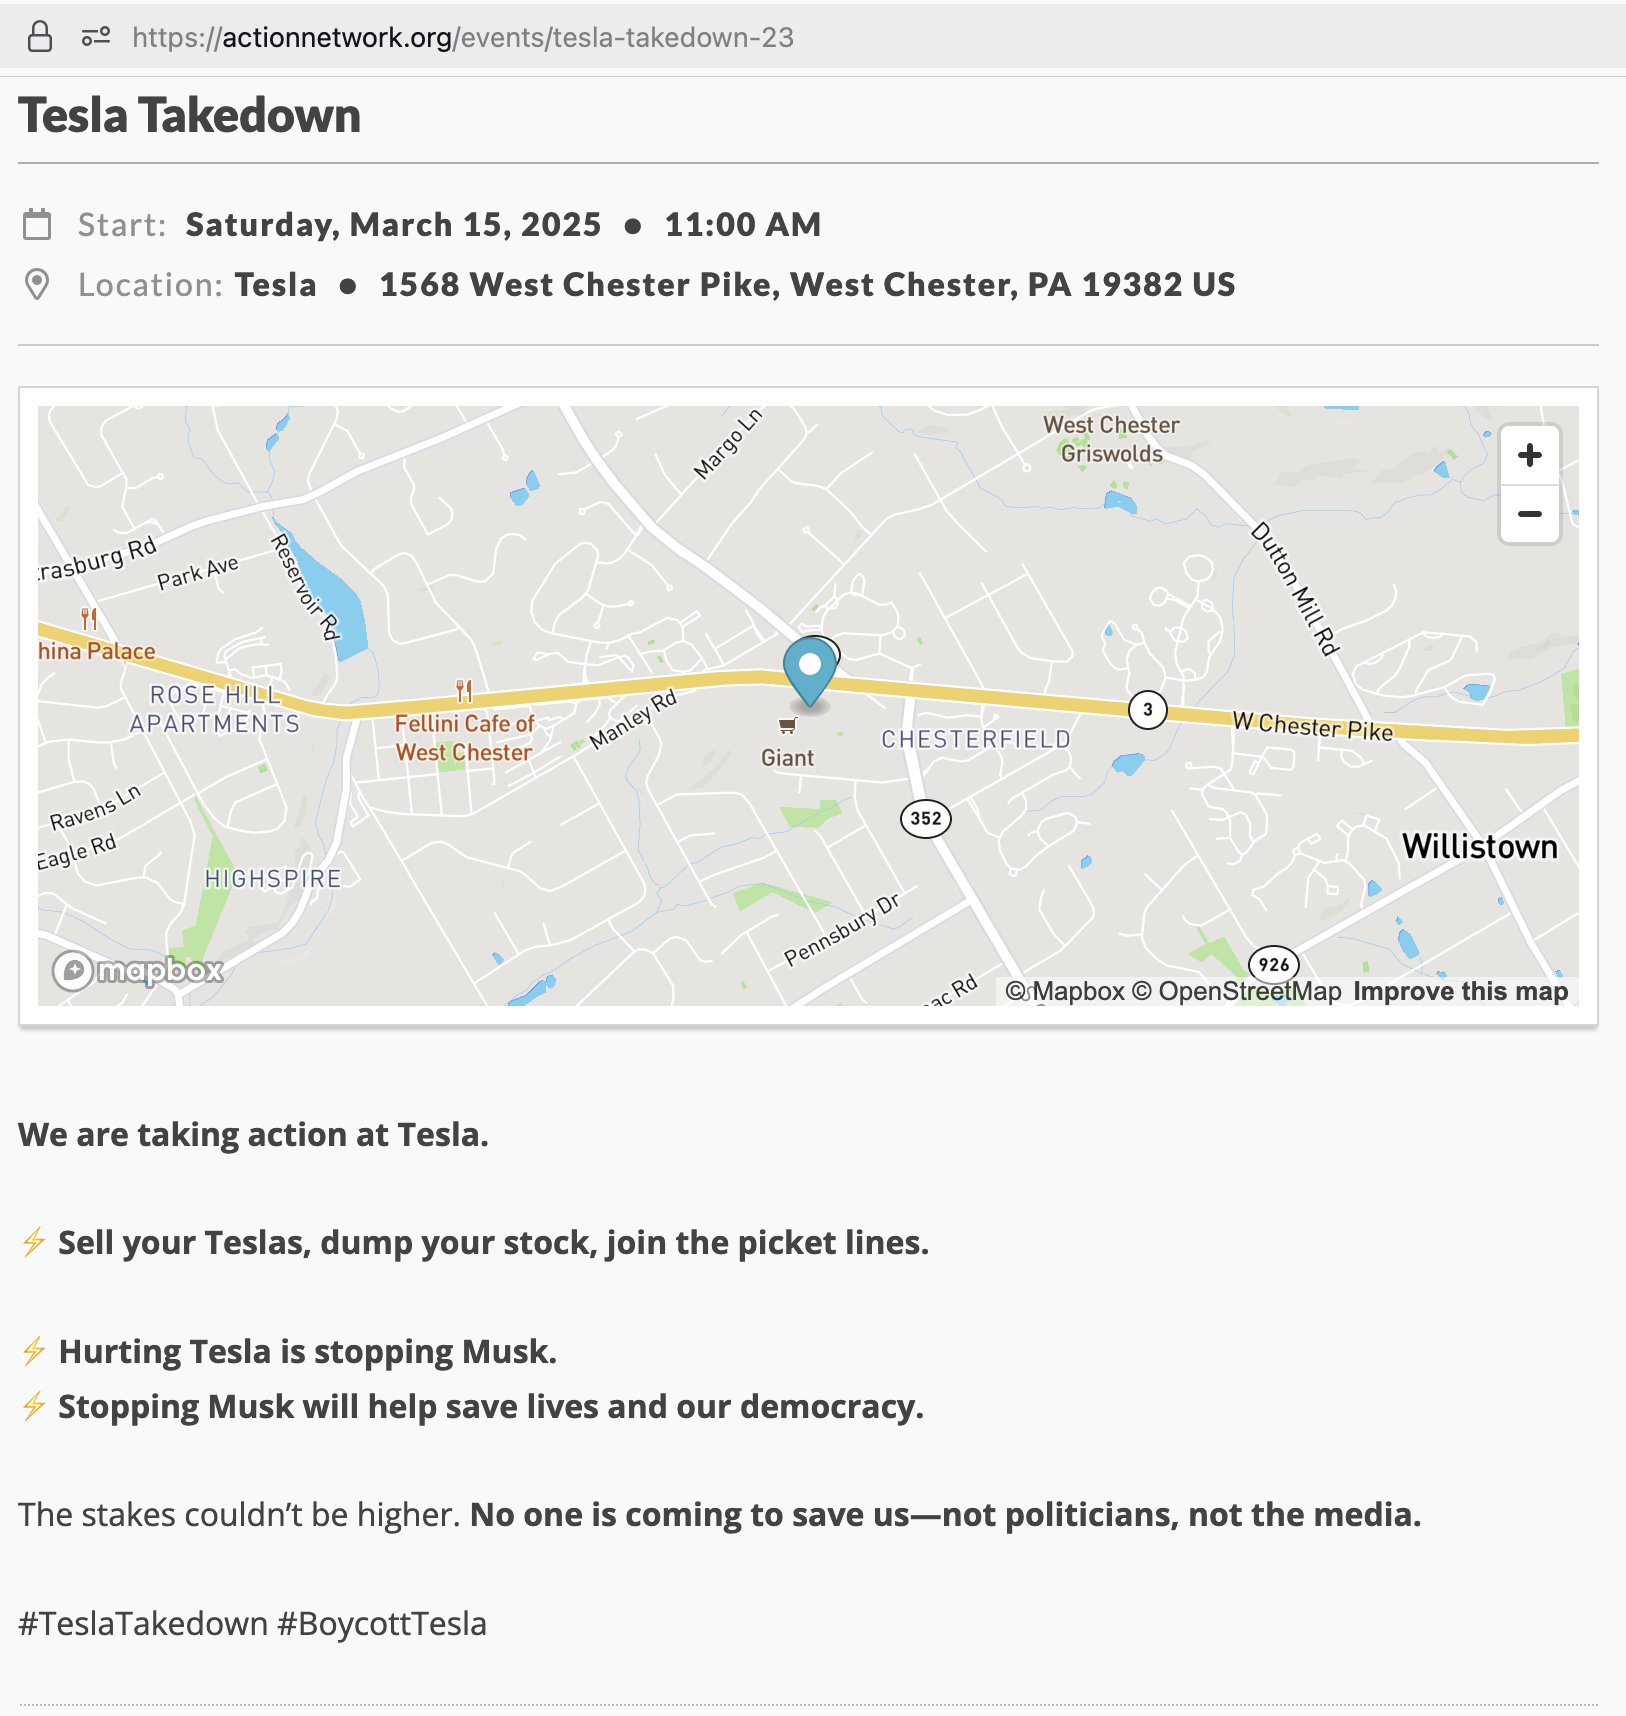 https://actionnetwork.org/events/tesla-takedown-23
Tesla Takedown
Start: Saturday, March 15, 2025 ● 11:00 AM
Location: Tesla ● 1568 West Chester Pike, West Chester, PA 19382 US
Margo Ln
West Chester
Griswolds
+
−
rasburg Rd
Park Ave
Reservoir Rd
Dutton Mill Rd
hina Palace
ROSE HILL
APARTMENTS
Fellini Cafe of
West Chester
Manley Rd
Giant
CHESTERFIELD
3
W Chester Pike
Ravens Ln
Eagle Rd
352
Willistown
HIGHSPIRE
Pennsbury Dr
926
mapbox
ac Rd
© Mapbox © OpenStreetMap Improve this map
We are taking action at Tesla.
⚡ Sell your Teslas, dump your stock, join the picket lines.
⚡ Hurting Tesla is stopping Musk.
⚡ Stopping Musk will help save lives and our democracy.
The stakes couldn’t be higher. No one is coming to save us—not politicians, not the media.
#TeslaTakedown #BoycottTesla